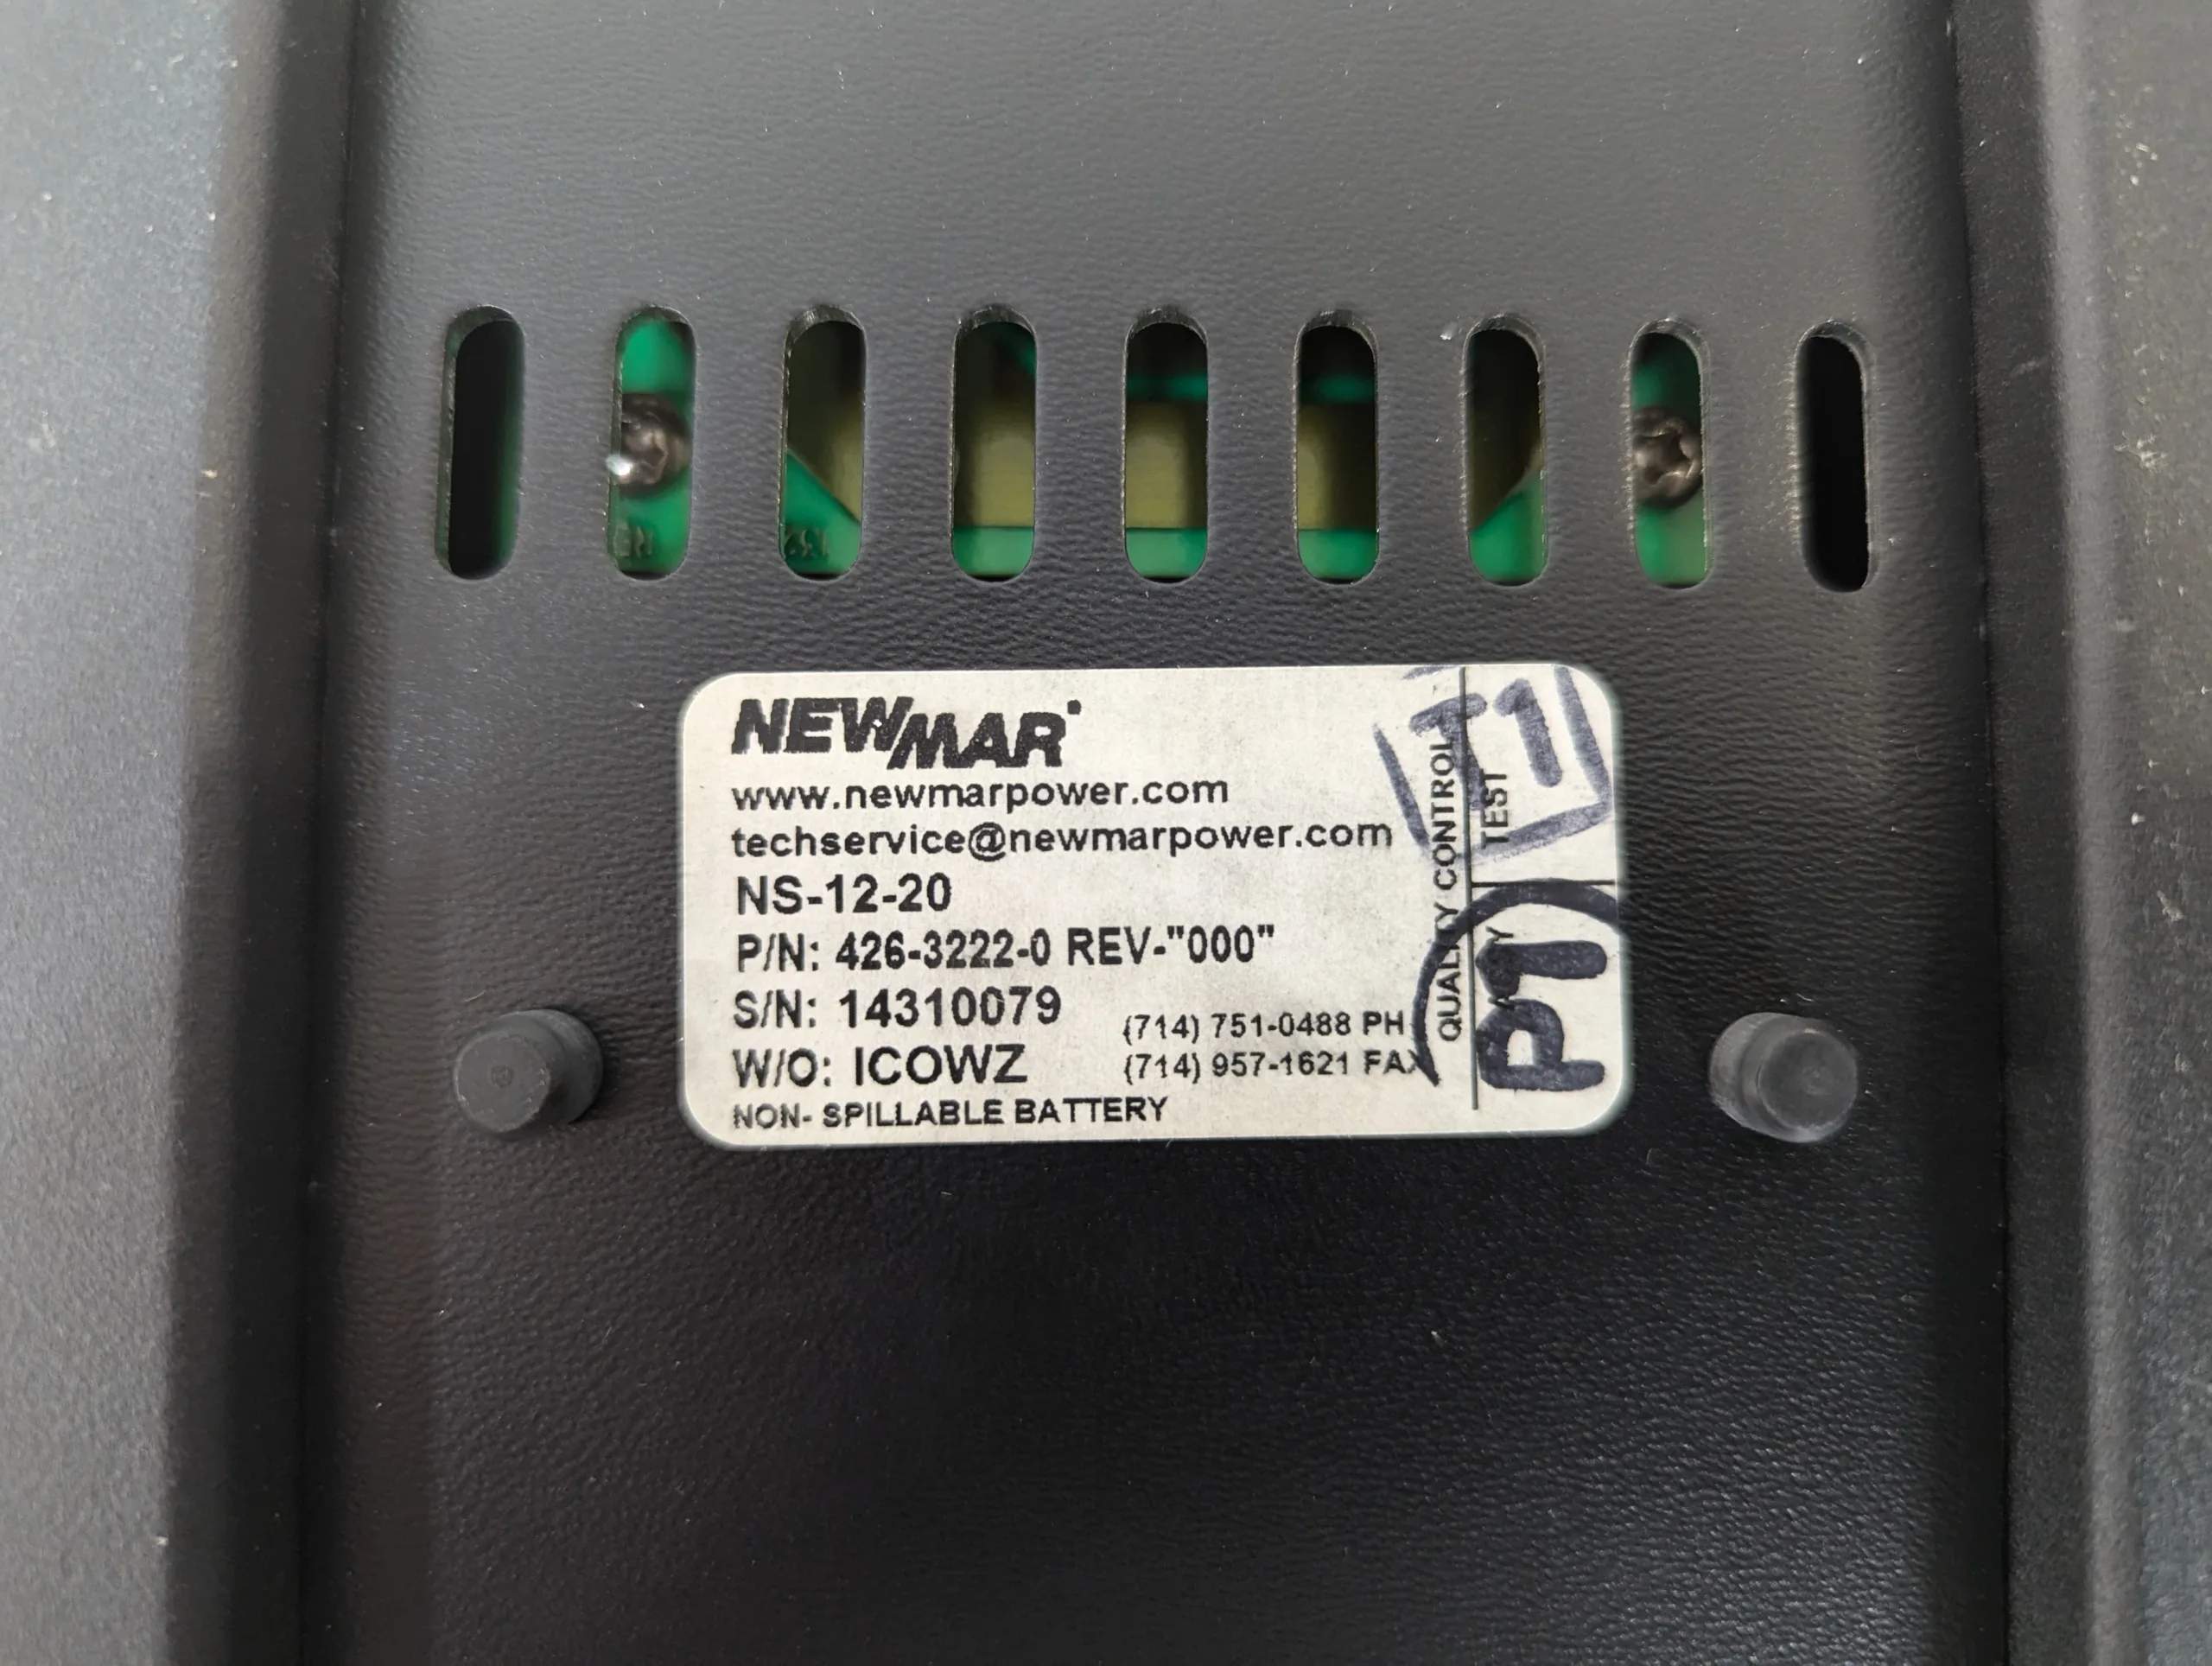 NEWMAR
www.newmarpower.com
techservice@newmarpower.com
NS-12-20
P/N: 426-3222-0 REV-"000"
S/N: 14310079
W/O: ICOWZ
(714) 751-0488 PH
(714) 957-1621 FAX
NON- SPILLABLE BATTERY
QUALITY CONTROL
TEST
T1
P1